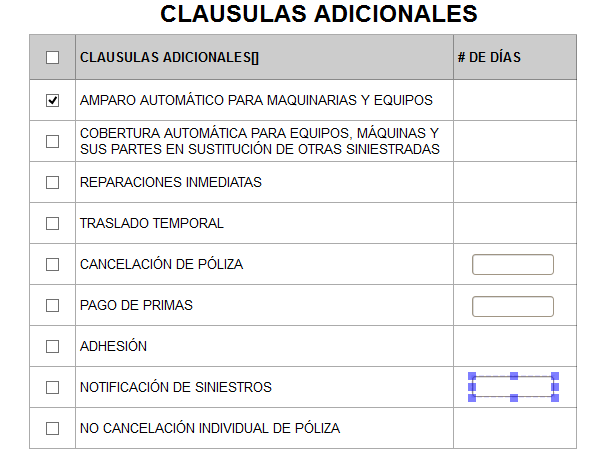 CLAUSULAS ADICIONALES
CLAUSULAS ADICIONALES[]
# DE DÍAS
AMPARO AUTOMÁTICO PARA MAQUINARIAS Y EQUIPOS
COBERTURA AUTOMÁTICA PARA EQUIPOS, MÁQUINAS Y
SUS PARTES EN SUSTITUCIÓN DE OTRAS SINIESTRADAS
REPARACIONES INMEDIATAS
TRASLADO TEMPORAL
CANCELACIÓN DE PÓLIZA
PAGO DE PRIMAS
ADHESIÓN
NOTIFICACIÓN DE SINIESTROS
NO CANCELACIÓN INDIVIDUAL DE PÓLIZA